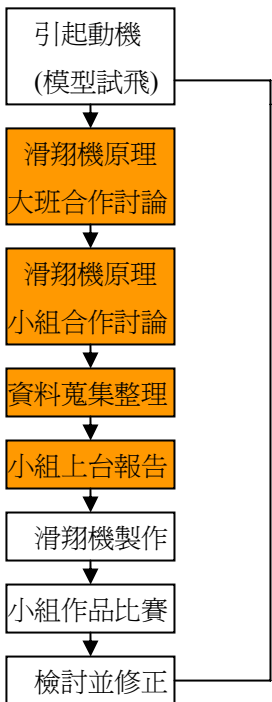 引起動機
(模型試飛)
滑翔機原理
大班合作討論
滑翔機原理
小組合作討論
資料蒐集整理
小組上台報告
滑翔機製作
小組作品比賽
檢討並修正